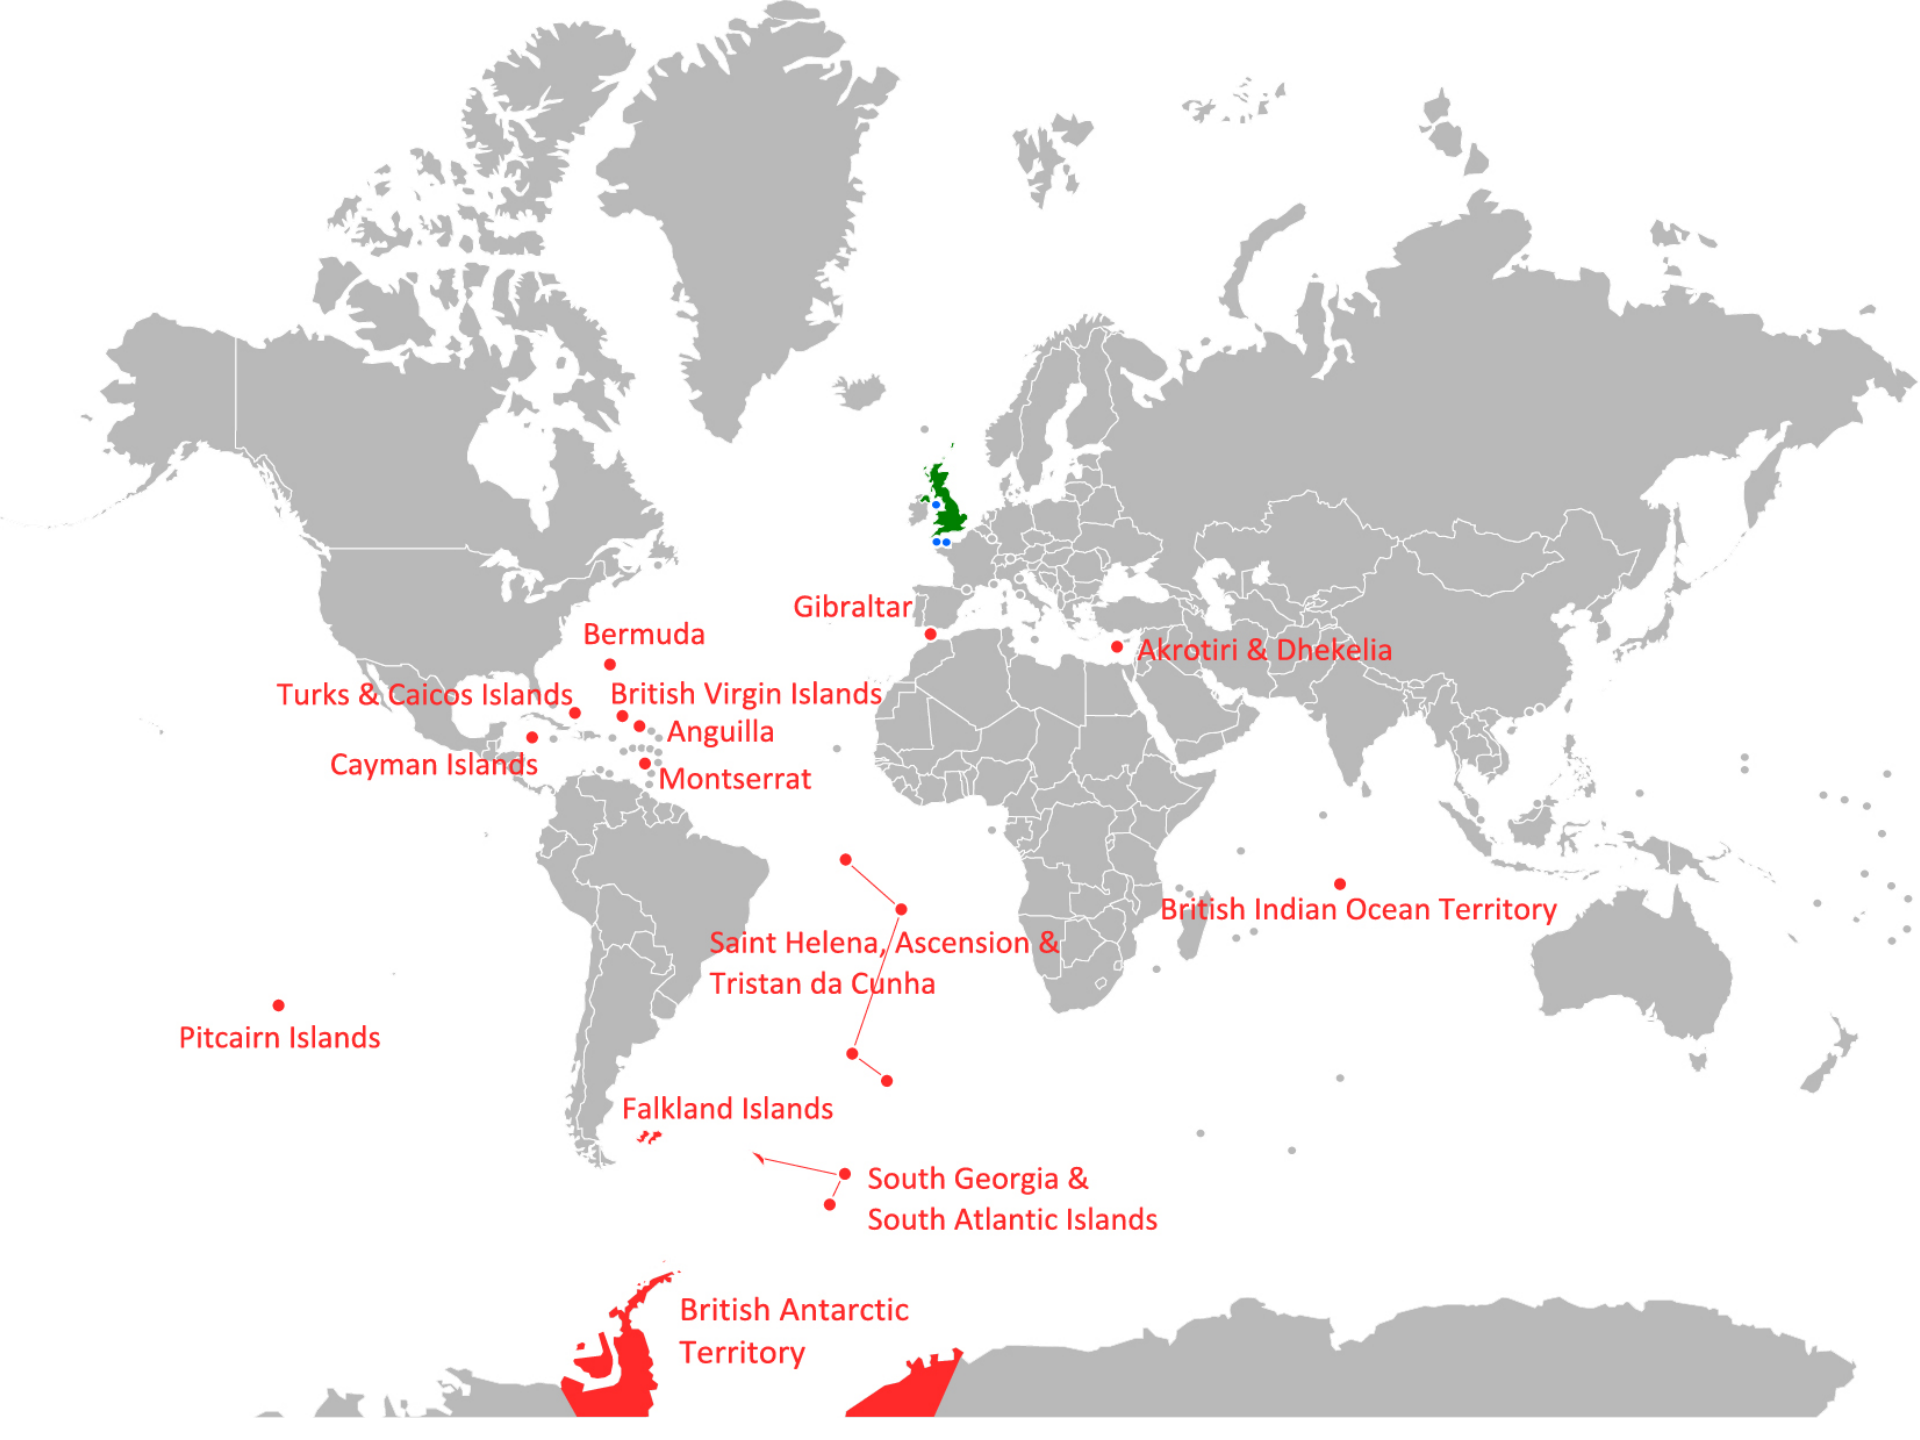 Gibraltar
Bermuda
Akrotiri & Dhekelia
Turks & Caicos Islands
British Virgin Islands
Anguilla
Cayman Islands
Montserrat
British Indian Ocean Territory
Saint Helena, Ascension &
Tristan da Cunha
Pitcairn Islands
Falkland Islands
South Georgia &
South Atlantic Islands
British Antarctic
Territory